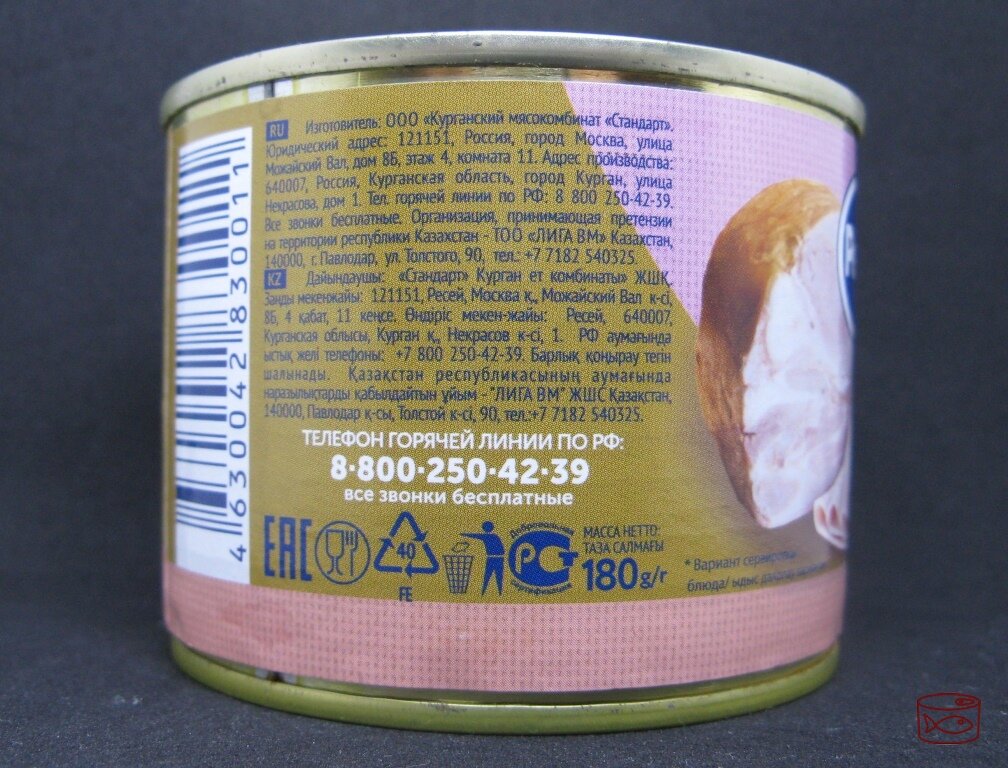 RU Изготовитель: ООО «Курганский мясокомбинат «Стандарт».
Юридический адрес: 121151, Россия, город Москва, улица
Можайский Вал, дом 8Б, этаж 4, комната 11. Адрес производства:
640007, Россия, Курганская область, город Курган, улица
Некрасова, дом 1. Тел. горячей линии по РФ: 8 800 250-42-39.
Все звонки бесплатные. Организация, принимающая претензии
на территории республики Казахстан - ТОО «ЛИГА ВМ» Казахстан,
140000, г. Павлодар, ул. Толстого, 90, тел.: +7 7182 540325.
KZ Дайындаушы: «Стандарт» Курган ет комбинаты» ЖШҚ.
Заңды мекенжайы: 121151, Ресей, Москва қ., Можайский Вал к-сі,
8Б, 4 қабат, 11 кеңсе. Өндіріс мекен-жайы: Ресей, 640007,
Курганская облысы, Курган қ., Некрасов к-сі, 1. РФ аумағында
ыстық желі телефоны: +7 800 250-42-39. Барлық қоңырау тегін
шалынады. Қазақстан республикасының аумағында
наразылықтарды қабылдайтын ұйым - "ЛИГА ВМ" ЖШС Қазақстан,
140000, Павлодар қ-сы, Толстой к-сі, 90, тел.:+7 7182 540325.
ТЕЛЕФОН ГОРЯЧЕЙ ЛИНИИ ПО РФ:
8·800·250·42·39
все звонки бесплатные
4 630042 830011
EAC
40
FE
Добровольная
РСТ
сертификация
МАССА НЕТТО:
ТАЗА САЛМАҒЫ
180 g/г
* Вариант сервировки
блюда/ ыдыс